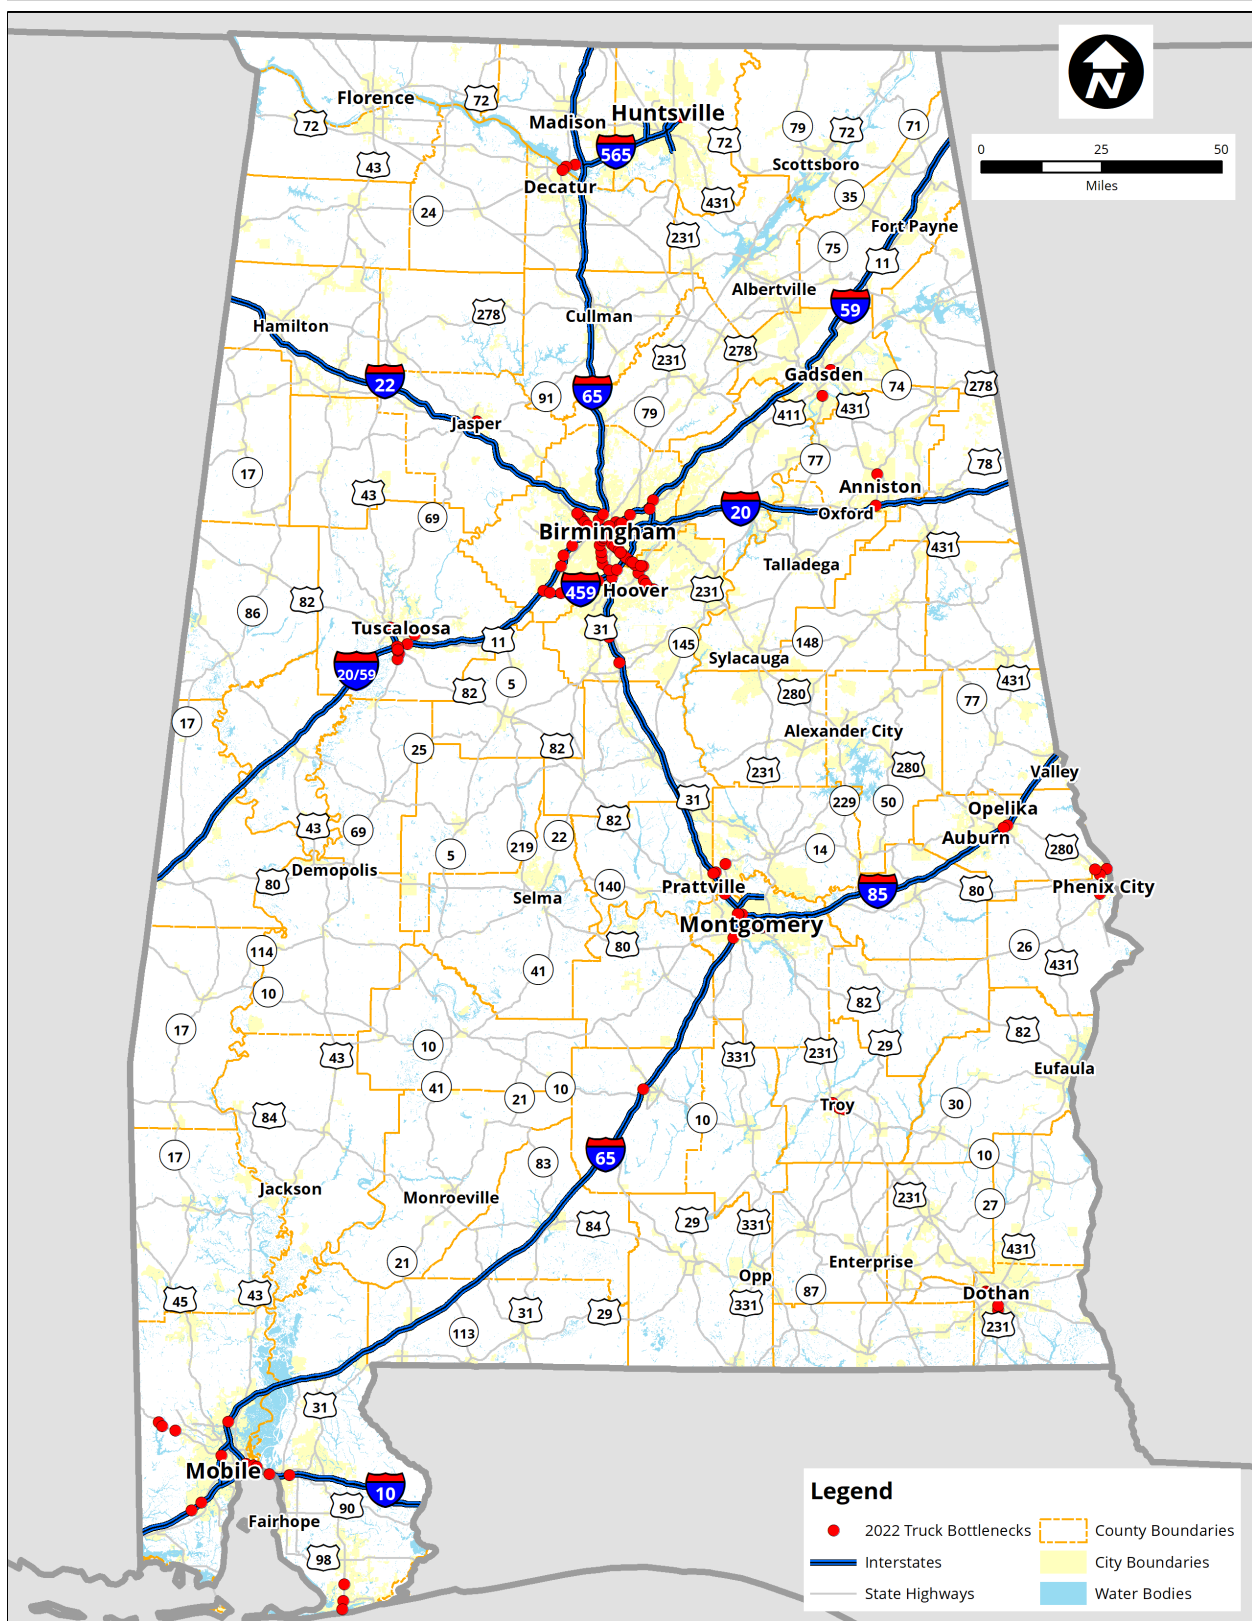 N
0 25 50
Miles
Florence
72
72
Madison
Huntsville
565
72
79
72
71
Scottsboro
43
Decatur
24
431
35
231
75
Fort Payne
11
Albertville
59
Hamilton
278
Cullman
231
278
22
65
Gadsden
74
278
91
79
411
431
Jasper
17
77
78
43
Anniston
69
20
Oxford
Birmingham
431
Talladega
459
Hoover
231
86
82
Tuscaloosa
11
31
145
148
Sylacauga
20/59
5
82
280
431
77
17
25
82
Alexander City
231
280
Valley
31
229
50
Opelika
43
69
82
22
219
5
14
Auburn
280
Demopolis
80
140
Prattville
85
80
Phenix City
Selma
Montgomery
114
80
26
431
41
10
82
17
43
10
331
231
29
82
Eufaula
41
21
10
84
10
Troy
30
17
83
65
10
Jackson
Monroeville
231
27
84
29
331
431
21
Enterprise
Opp
87
Dothan
45
43
31
29
331
231
113
31
Mobile
10
90
Fairhope
98
Legend
2022 Truck Bottlenecks
County Boundaries
Interstates
City Boundaries
State Highways
Water Bodies